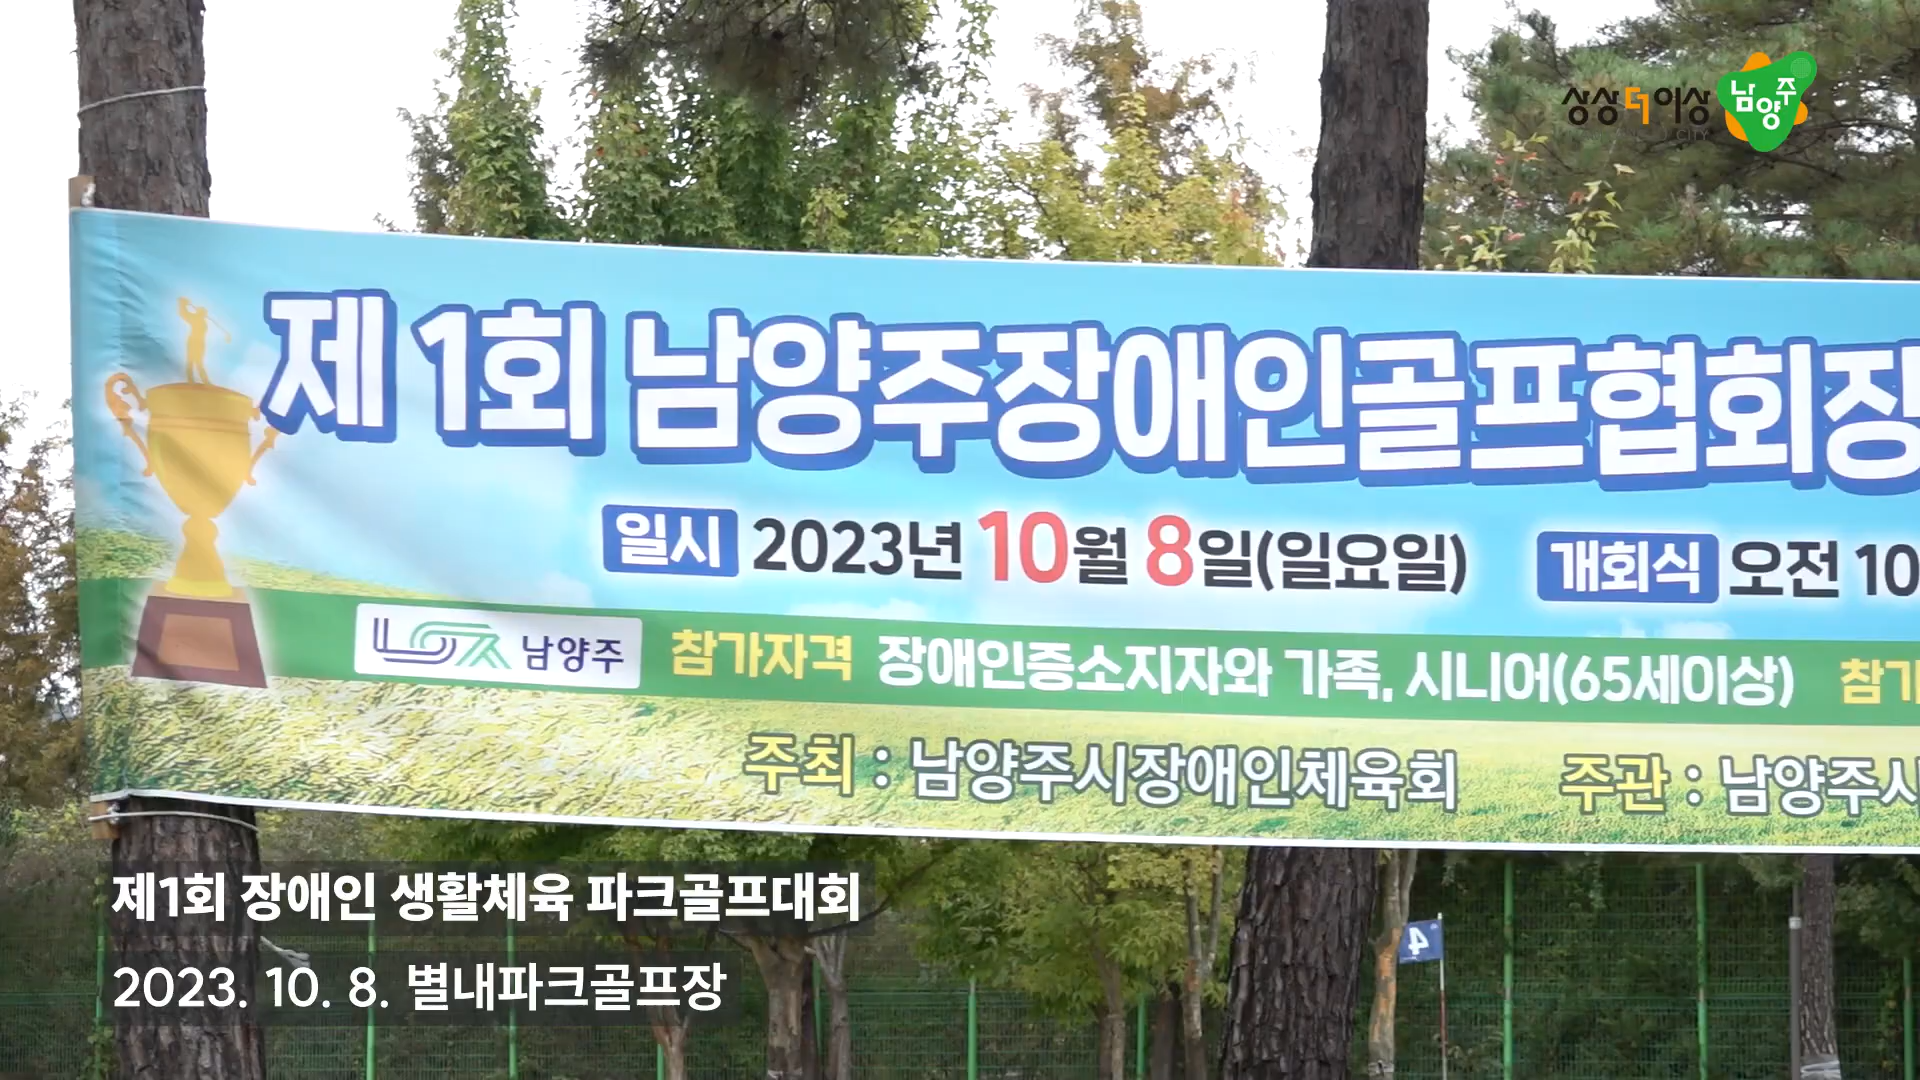 상상더이상 남양주
CITY
제1회 남양주장애인골프협회장
일시 2023년 10월 8일(일요일) 개회식 오전 10
남양주 참가자격 장애인증소지자와 가족, 시니어(65세이상) 참가
주최 : 남양주시장애인체육회 주관 : 남양주시
제1회 장애인 생활체육 파크골프대회
4
2023. 10. 8. 별내파크골프장